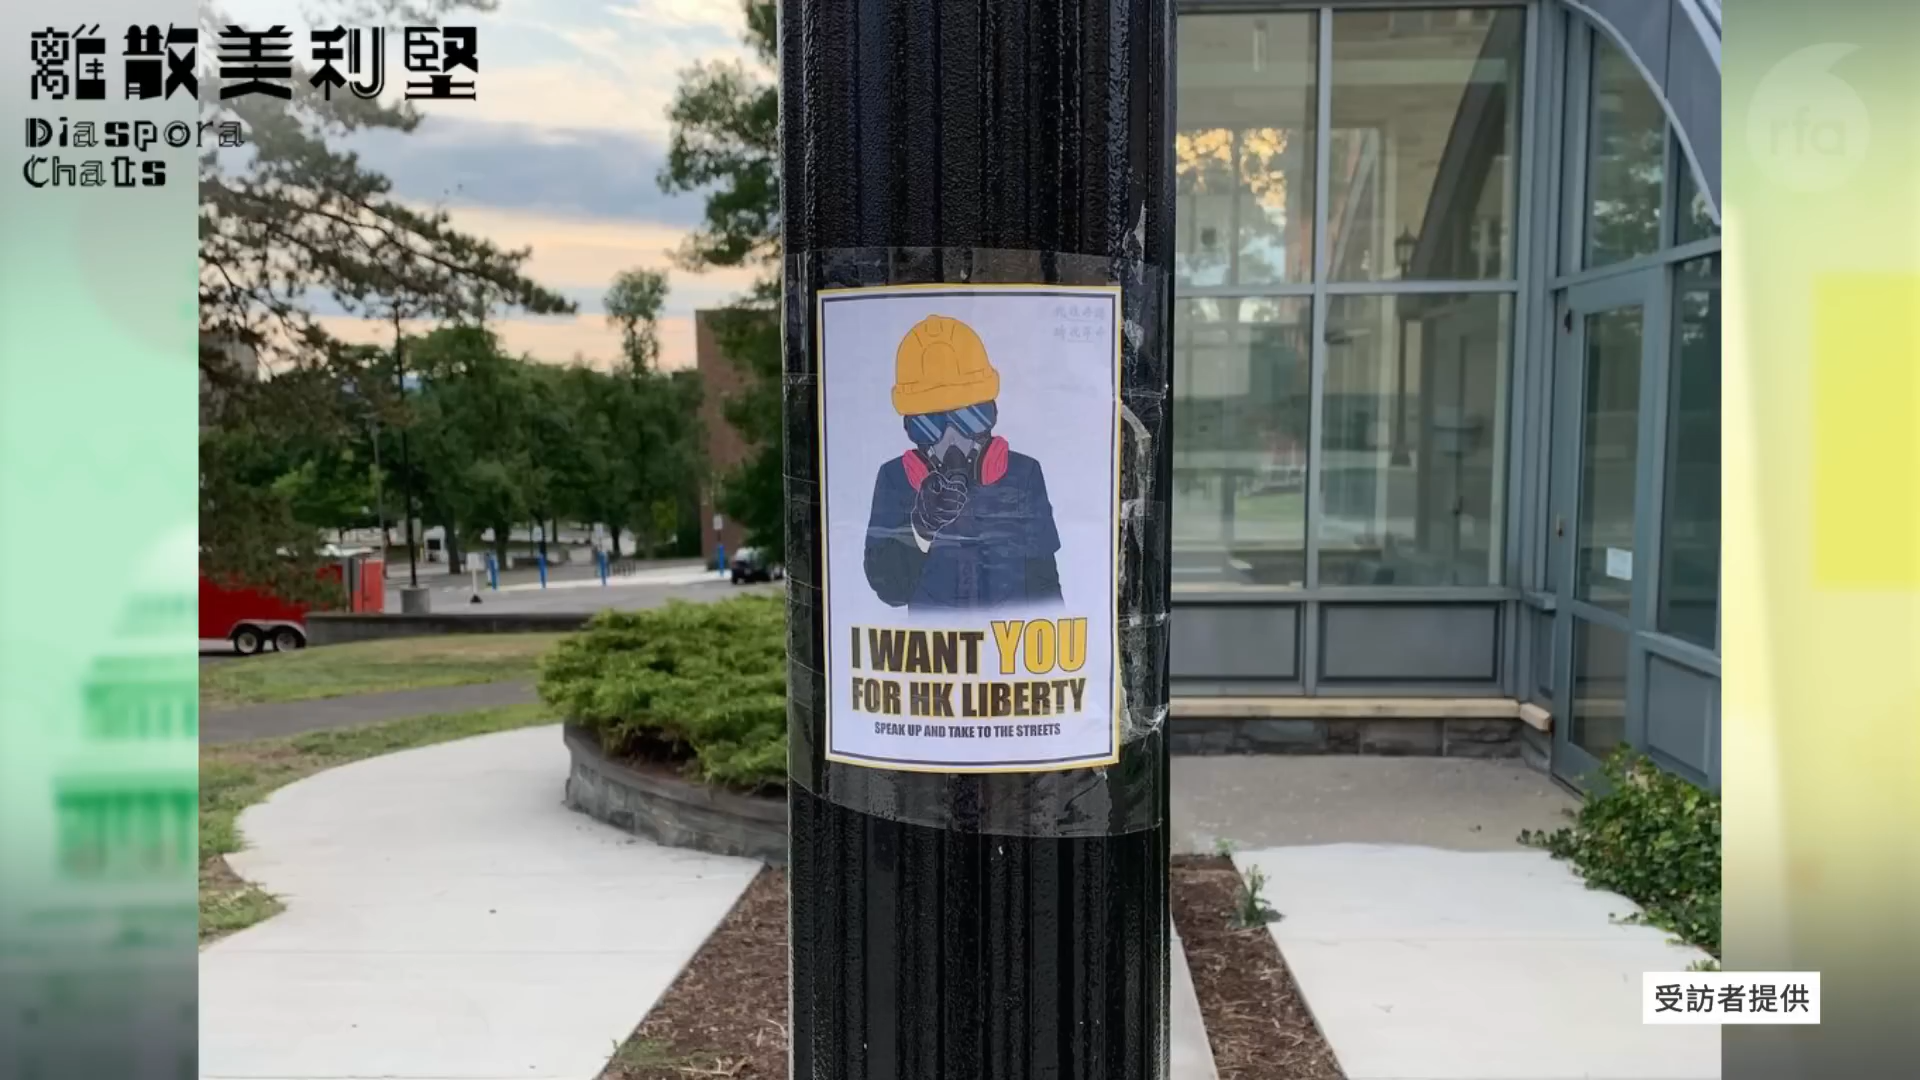 離散美利堅
Diaspora
Chats
rfa
I WANT YOU
FOR HK LIBERTY
SPEAK UP AND TAKE TO THE STREETS
受訪者提供